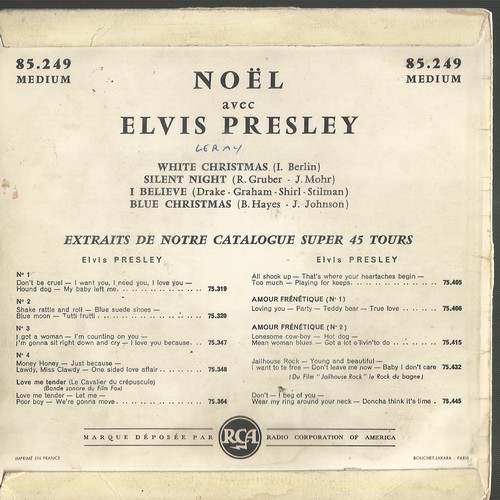 85.249
MEDIUM
85.249
MEDIUM
NOËL
avec
ELVIS PRESLEY
LERAY
WHITE CHRISTMAS (I. Berlin)
SILENT NIGHT (R. Gruber - J. Mohr)
I BELIEVE (Drake - Graham - Shirl - Stilman)
BLUE CHRISTMAS (B. Hayes - J. Johnson)
EXTRAITS DE NOTRE CATALOGUE SUPER 45 TOURS
Elvis PRESLEY
N° 1
Don't be cruel — I want you, I need you, I love you —
Hound dog — My baby left me. 75.319
N° 2
Shake rattle and roll — Blue suede shoes —
Blue moon — Tutti frutti 75.320
N° 3
I got a woman — I'm counting on you —
I'm gonna sit right down and cry — I love you because. . . 75.347
N° 4
Money Honey — Just because —
Lawdy, Miss Clawdy — One sided love affair 75.348
Love me tender (Le Cavalier du crépuscule)
(Bande sonore du Film Fox)
Love me tender — Let me —
Poor boy — We're gonna move 75.364
Elvis PRESLEY
All shook up — That's where your heartaches begin —
Too much — Playing for keeps. 75.405
AMOUR FRÉNÉTIQUE (N° 1)
Loving you — Party — Teddy bear — True love 75.406
AMOUR FRÉNÉTIQUE (N° 2)
Lonesome cow-boy — Hot dog —
Mean woman blues — Got a lot o'livin'to do 75.415
Jailhouse Rock — Young and beautiful —
I want to te free — Don't leave me now — Baby I don't care 75.432
(Du Film "Jailhouse Rock" le Rock du bagne)
Don't — I beg of you —
Wear my ring around your neck — Doncha think it's time . 75.445
MARQUE DÉPOSÉE PAR RCA RADIO CORPORATION OF AMERICA
IMPRIMÉ EN FRANCE
BOUCHET-LAKARA - PARIS